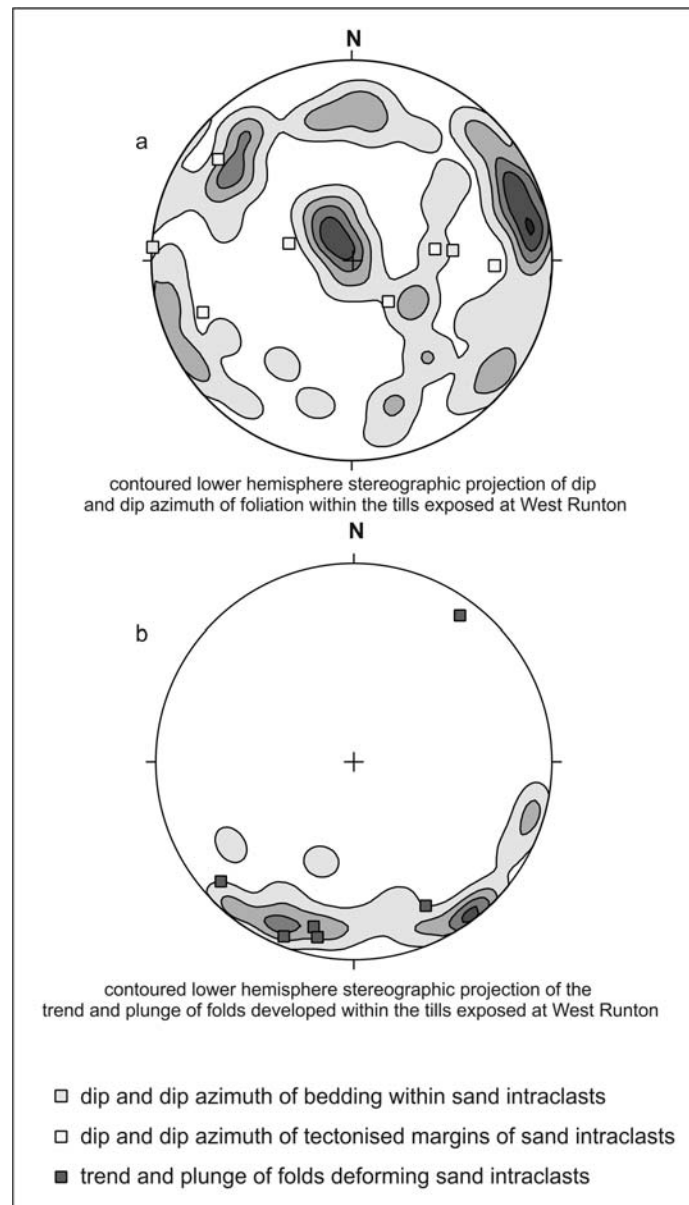 N
a
contoured lower hemisphere stereographic projection of dip
and dip azimuth of foliation within the tills exposed at West Runton
N
b
contoured lower hemisphere stereographic projection of the
trend and plunge of folds developed within the tills exposed at West Runton
dip and dip azimuth of bedding within sand intraclasts
dip and dip azimuth of tectonised margins of sand intraclasts
trend and plunge of folds deforming sand intraclasts